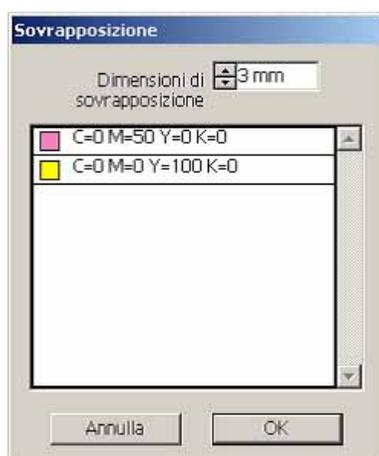 Sovrapposizione
Dimensioni di
sovrapposizione
3 mm
C=0 M=50 Y=0 K=0
C=0 M=0 Y=100 K=0
Annulla
OK